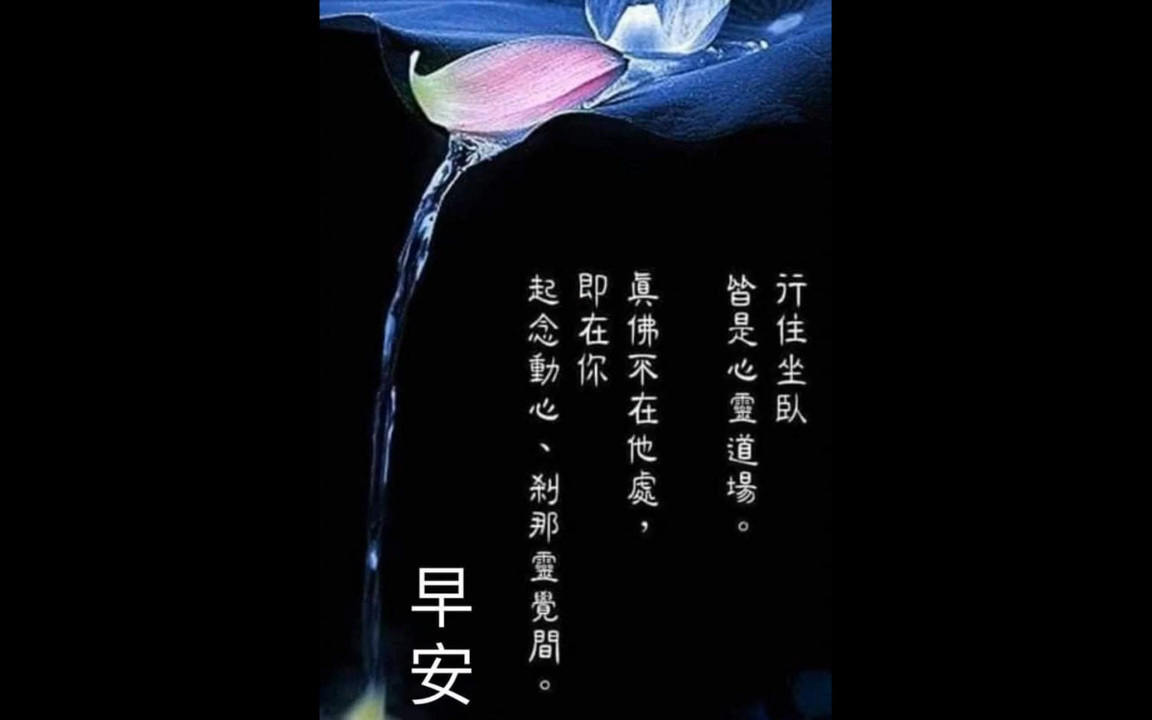 行住坐臥
皆是心靈道場。
眞佛不在他處，
即在你
起念動心、剎那靈覺間。
早安